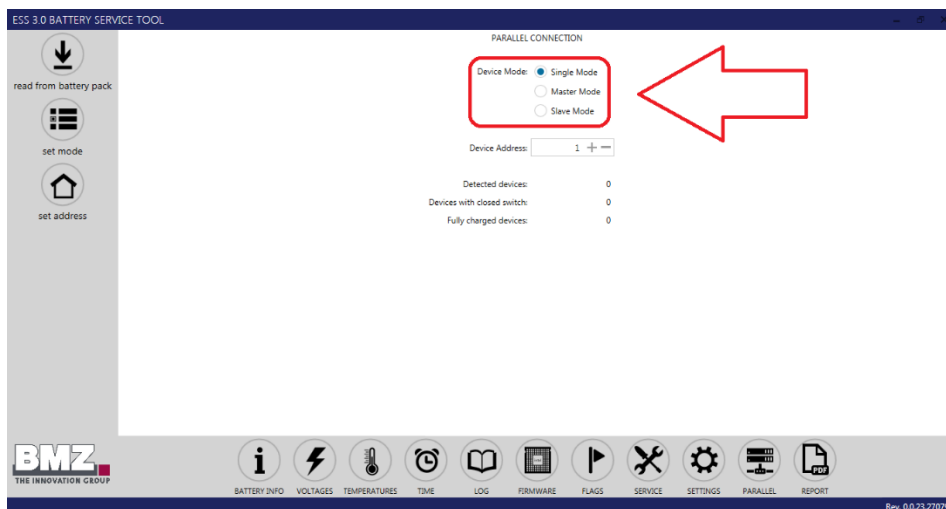 ESS 3.0 BATTERY SERVICE TOOL
PARALLEL CONNECTION
read from battery pack
set mode
set address
Device Mode: Single Mode
Master Mode
Slave Mode
Device Address: 1
Detected devices: 0
Devices with closed switch: 0
Fully charged devices: 0
BMZ
THE INNOVATION GROUP
BATTERY INFO VOLTAGES TEMPERATURES TIME LOG FIRMWARE FLAGS SERVICE SETTINGS PARALLEL REPORT
PDF